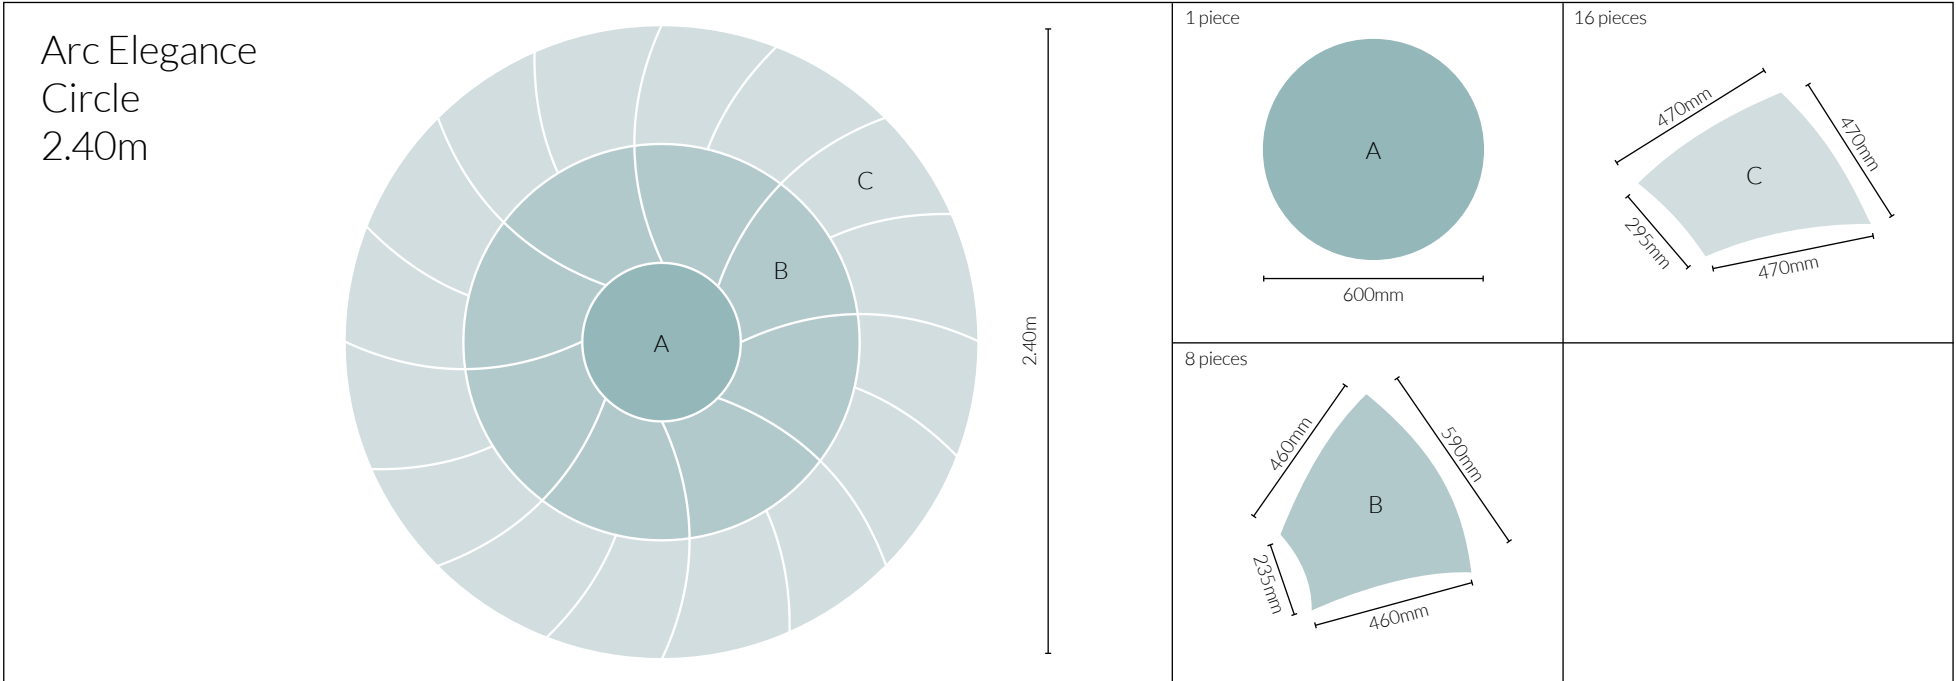 Arc Elegance
Circle
2.40m
C
B
A
2.40m
1 piece
A
600mm
16 pieces
470mm
470mm
C
295mm
470mm
8 pieces
460mm
590mm
B
235mm
460mm